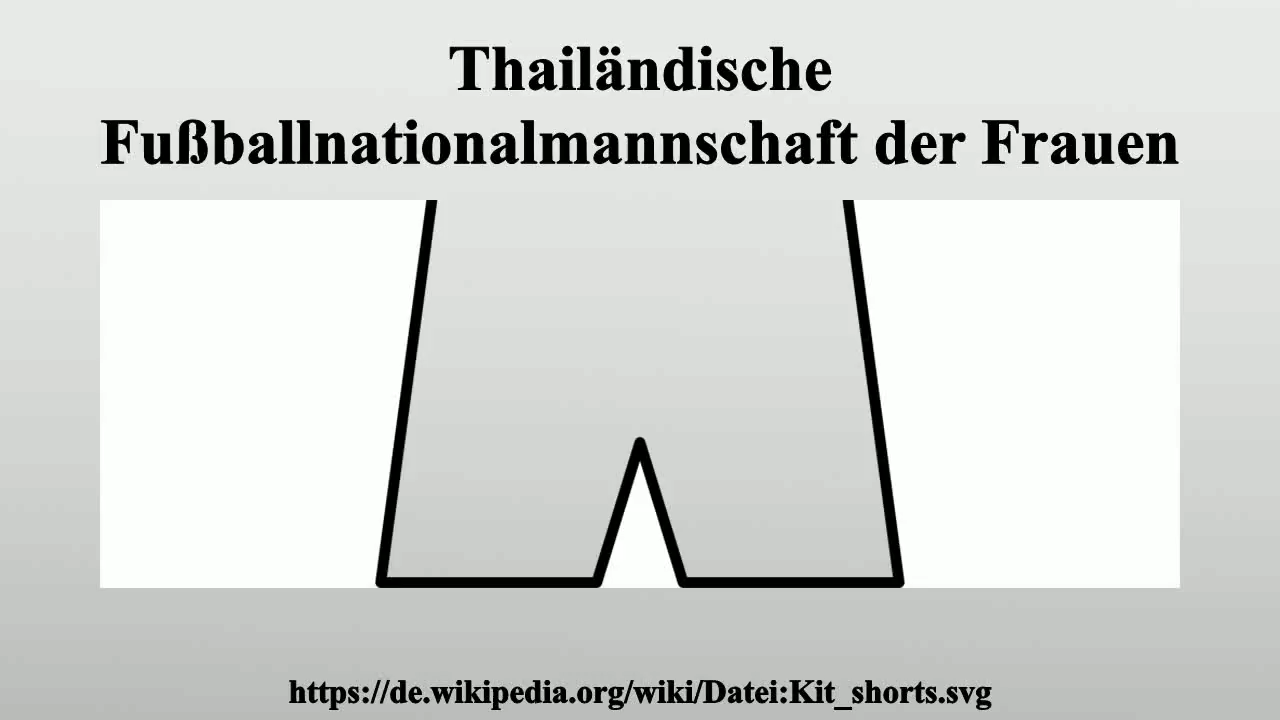 Thailändische
Fußballnationalmannschaft der Frauen
https://de.wikipedia.org/wiki/Datei:Kit_shorts.svg